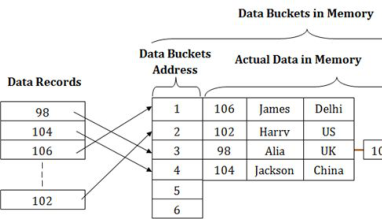 Data Buckets in Memory
Data Buckets Address
Actual Data in Memory
Data Records
98
104
106
102
1 106 James Delhi
2 102 Harry US
3 98 Alia UK 10
4 104 Jackson China
5
6